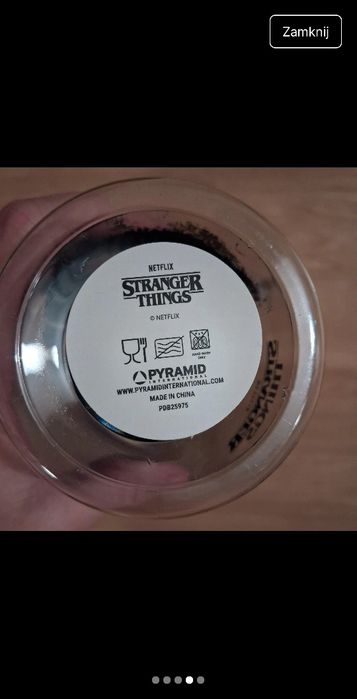 Zamknij
NETFLIX
STRANGER
THINGS
© NETFLIX
HAND WASH
ONLY
PYRAMID
INTERNATIONAL
WWW.PYRAMIDINTERNATIONAL.COM
MADE IN CHINA
PDB25975